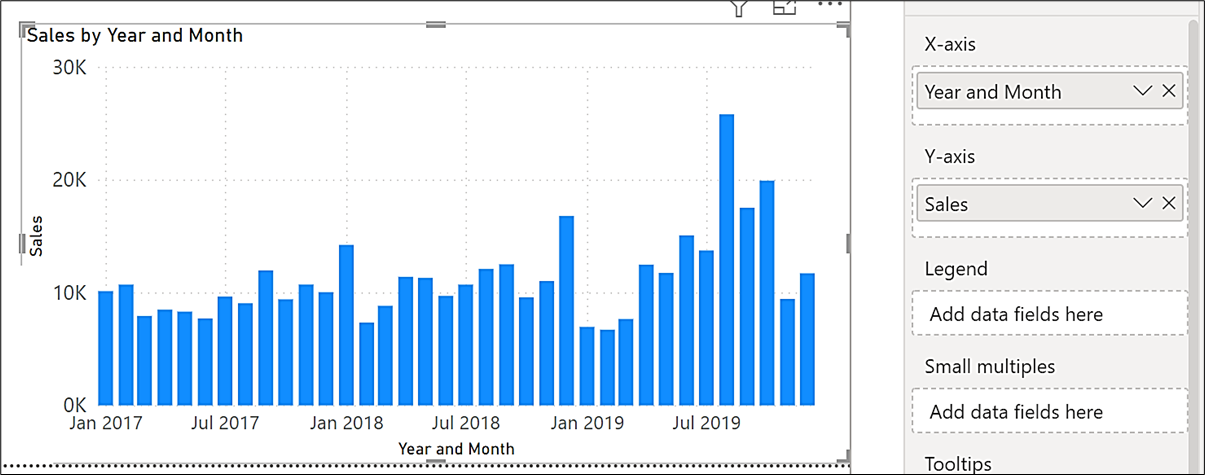 Sales by Year and Month
30K
20K
10K
0K
Sales
Jan 2017 Jul 2017 Jan 2018 Jul 2018 Jan 2019 Jul 2019
Year and Month
X-axis
Year and Month
Y-axis
Sales
Legend
Add data fields here
Small multiples
Add data fields here
Tooltips